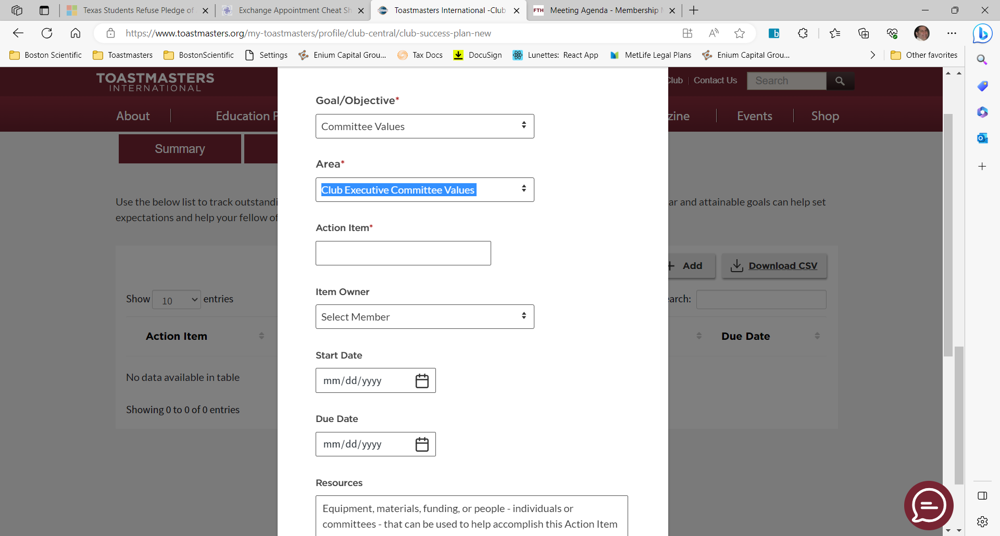 Texas Students Refuse Pledge of
Exchange Appointment Cheat Sh
Toastmasters International -Club
FTH
Meeting Agenda - Membership
https://www.toastmasters.org/my-toastmasters/profile/club-central/club-success-plan-new
Boston Scientific
Toastmasters
BostonScientific
Settings
Enium Capital Grou...
Tax Docs
DocuSign
Lunettes: React App
MetLife Legal Plans
Enium Capital Grou...
Other favorites
TOASTMASTERS
INTERNATIONAL
Club
Contact Us
Search
About
Education P
zine
Events
Shop
Summary
Use the below list to track outstandi
ar and attainable goals can help set
expectations and help your fellow of
Goal/Objective*
Committee Values
Area*
Club Executive Committee Values
Action Item*
Item Owner
Select Member
Start Date
mm/dd/yyyy
Due Date
mm/dd/yyyy
Resources
Equipment, materials, funding, or people - individuals or
committees - that can be used to help accomplish this Action Item
+ Add
Download CSV
Show 10 entries
arch:
Action Item
Due Date
No data available in table
Showing 0 to 0 of 0 entries